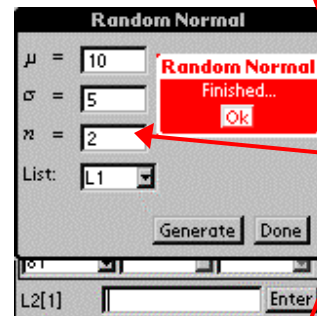 Random Normal
μ = 10
Random Normal
σ = 5
Finished...
Ok
n = 2
List: L1
Generate Done
L2[1] Enter